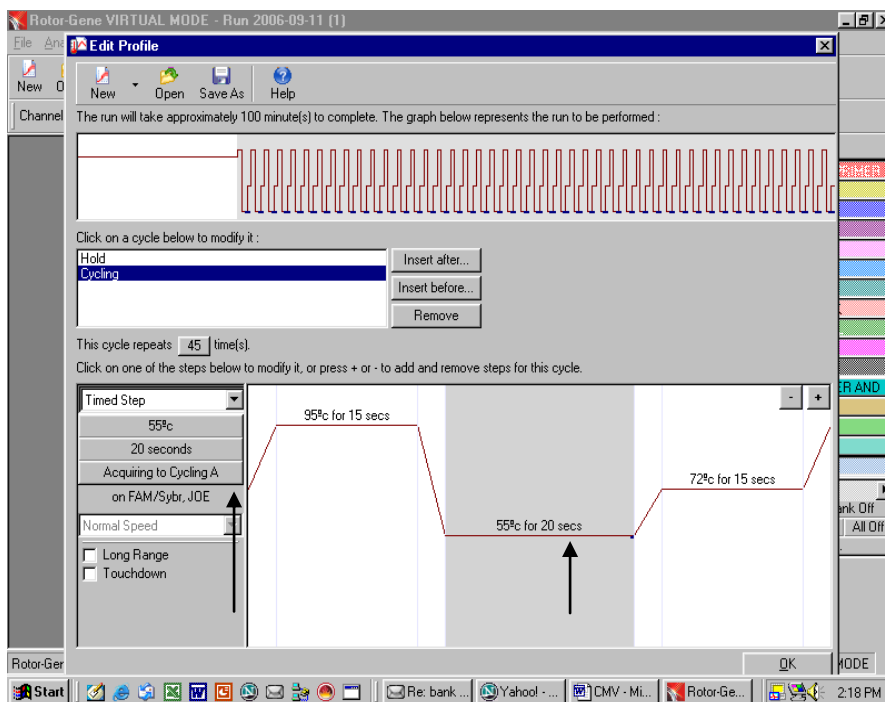 Rotor-Gene VIRTUAL MODE - Run 2006-09-11 (1)
File Ana
Edit Profile
New
New Open Save As Help
Channel
The run will take approximately 100 minute(s) to complete. The graph below represents the run to be performed :
Click on a cycle below to modify it :
Hold
Cycling
Insert after...
Insert before...
Remove
This cycle repeats 45 time(s).
Click on one of the steps below to modify it, or press + or - to add and remove steps for this cycle.
Timed Step
55ºc
20 seconds
Acquiring to Cycling A
on FAM/Sybr, JOE
Normal Speed
Long Range
Touchdown
95ºc for 15 secs
55ºc for 20 secs
72ºc for 15 secs
- +
ER AND
ank Off
All Off
OK
Rotor-Ger
MODE
Start
Re: bank ...
Yahoo! - ...
CMV - Mi...
Rotor-Ge...
2:18 PM